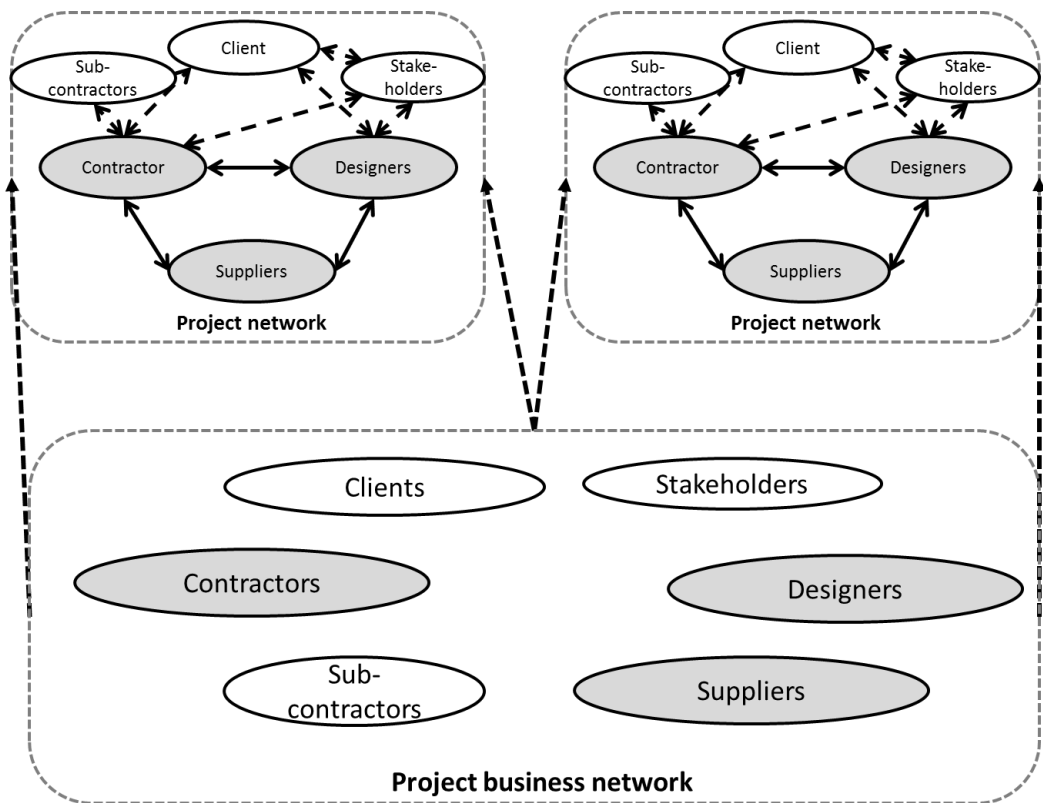 Client
Sub-
contractors
Stake-
holders
Contractor
Designers
Suppliers
Project network
Client
Sub-
contractors
Stake-
holders
Contractor
Designers
Suppliers
Project network
Clients
Stakeholders
Contractors
Designers
Sub-
contractors
Suppliers
Project business network